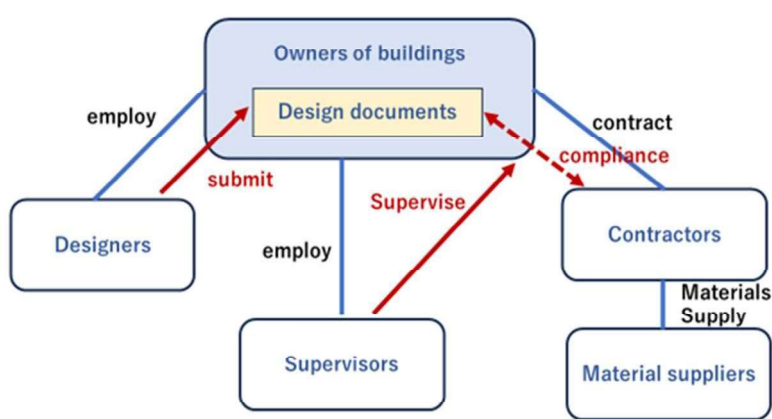 Owners of buildings
Design documents
employ
contract
compliance
submit
Supervise
Designers
employ
Contractors
Materials
Supply
Supervisors
Material suppliers